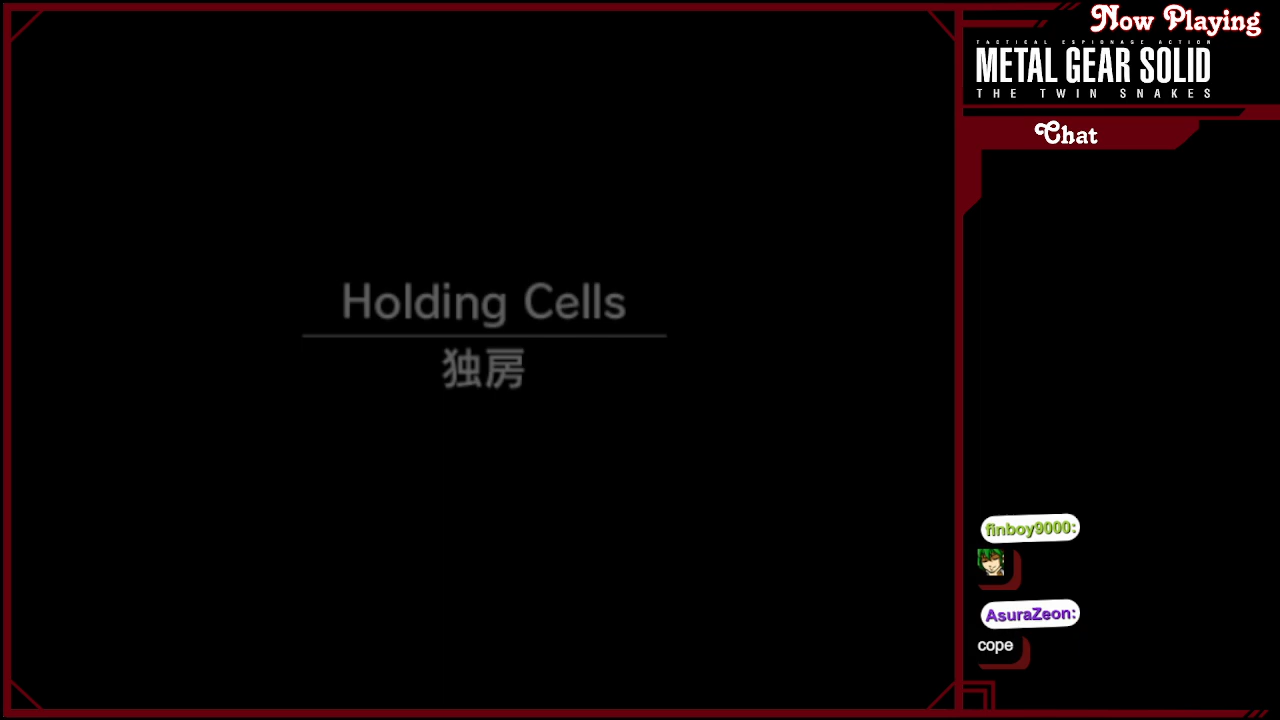 Now Playing
TACTICAL ESPIONAGE ACTION
METAL GEAR SOLID
THE TWIN SNAKES
Chat
Holding Cells
独房
finboy9000:
AsuraZeon:
cope